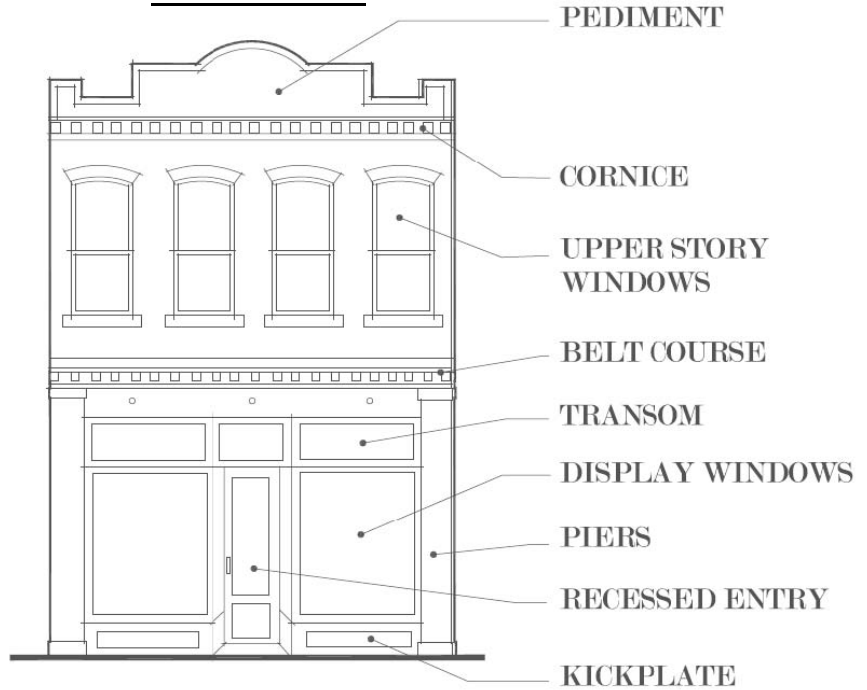 PEDIMENT
CORNICE
UPPER STORY
WINDOWS
BELT COURSE
TRANSOM
DISPLAY WINDOWS
PIERS
RECESSED ENTRY
KICKPLATE